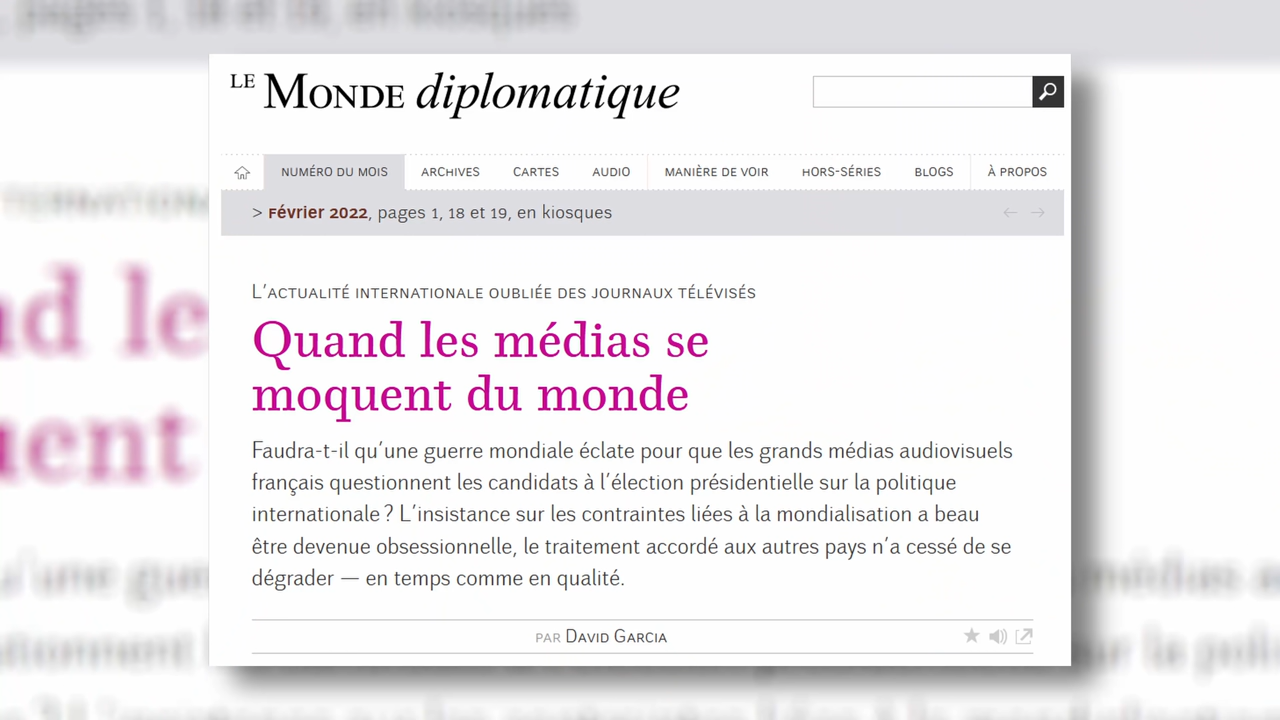 LE MONDE diplomatique
NUMÉRO DU MOIS ARCHIVES CARTES AUDIO MANIÈRE DE VOIR HORS-SÉRIES BLOGS À PROPOS
> Février 2022, pages 1, 18 et 19, en kiosques
L'ACTUALITÉ INTERNATIONALE OUBLIÉE DES JOURNAUX TÉLÉVISÉS
Quand les médias se
moquent du monde
Faudra-t-il qu'une guerre mondiale éclate pour que les grands médias audiovisuels
français questionnent les candidats à l'élection présidentielle sur la politique
internationale ? L'insistance sur les contraintes liées à la mondialisation a beau
être devenue obsessionnelle, le traitement accordé aux autres pays n'a cessé de se
dégrader — en temps comme en qualité.
PAR DAVID GARCIA